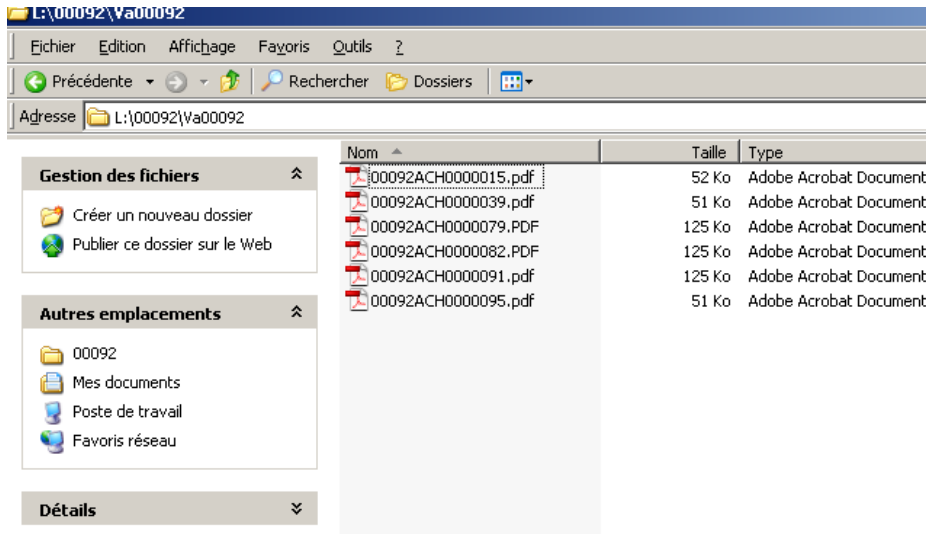 L:\00092\Va00092
Fichier Edition Affichage Favoris Outils ?
Précédente Rechercher Dossiers
Adresse L:\00092\Va00092
Nom Taille Type
00092ACH0000015.pdf 52 Ko Adobe Acrobat Document
00092ACH0000039.pdf 51 Ko Adobe Acrobat Document
00092ACH0000079.PDF 125 Ko Adobe Acrobat Document
00092ACH0000082.PDF 125 Ko Adobe Acrobat Document
00092ACH0000091.pdf 125 Ko Adobe Acrobat Document
00092ACH0000095.pdf 51 Ko Adobe Acrobat Document
Gestion des fichiers
Créer un nouveau dossier
Publier ce dossier sur le Web
Autres emplacements
00092
Mes documents
Poste de travail
Favoris réseau
Détails